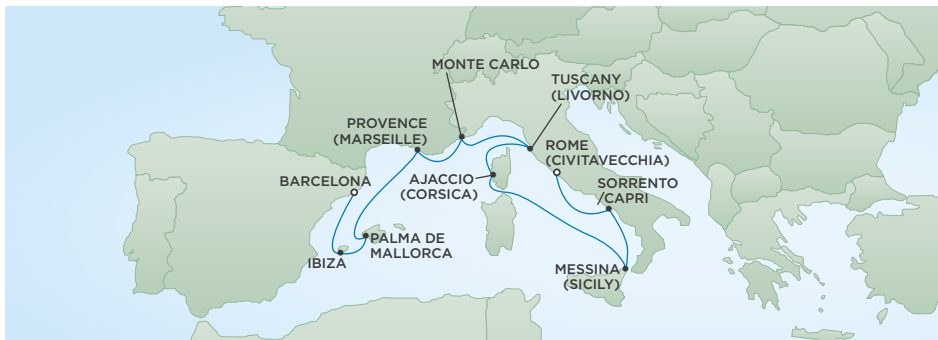 MONTE CARLO
TUSCANY
(LIVORNO)
PROVENCE
(MARSEILLE)
ROME
(CIVITAVECCHIA)
BARCELONA
AJACCIO
(CORSICA)
SORRENTO
/CAPRI
PALMA DE
MALLORCA
IBIZA
MESSINA
(SICILY)